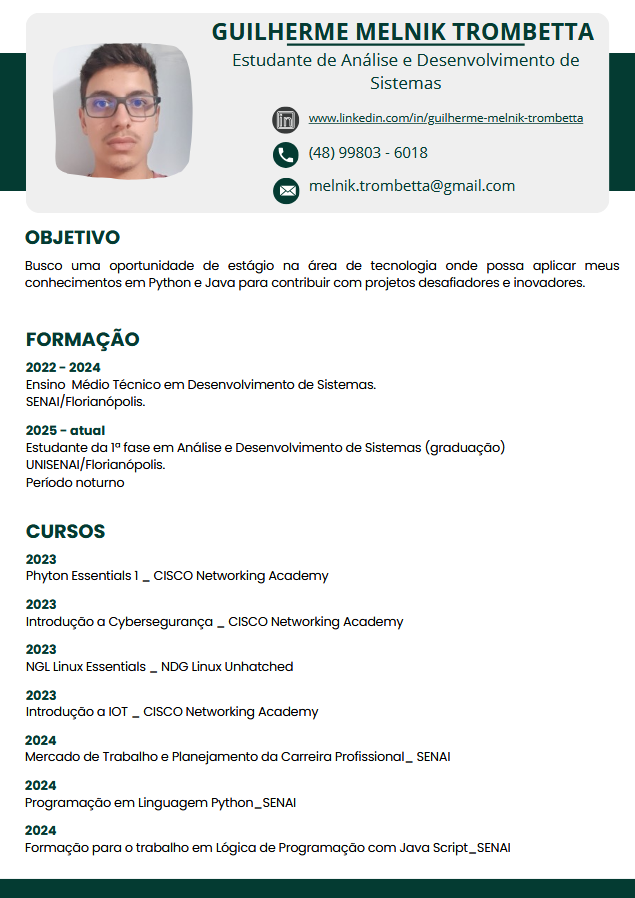 GUILHERME MELNIK TROMBETTA
Estudante de Análise e Desenvolvimento de
Sistemas
www.linkedin.com/in/guilherme-melnik-trombetta
(48) 99803 - 6018
melnik.trombetta@gmail.com
OBJETIVO
Busco uma oportunidade de estágio na área de tecnologia onde possa aplicar meus
conhecimentos em Python e Java para contribuir com projetos desafiadores e inovadores.
FORMAÇÃO
2022 - 2024
Ensino Médio Técnico em Desenvolvimento de Sistemas.
SENAI/Florianópolis.
2025 - atual
Estudante da 1ª fase em Análise e Desenvolvimento de Sistemas (graduação)
UNISENAI/Florianópolis.
Período noturno
CURSOS
2023
Phyton Essentials 1 _ CISCO Networking Academy
2023
Introdução a Cybersegurança _ CISCO Networking Academy
2023
NGL Linux Essentials _ NDG Linux Unhatched
2023
Introdução a IOT _ CISCO Networking Academy
2024
Mercado de Trabalho e Planejamento da Carreira Profissional_ SENAI
2024
Programação em Linguagem Python_SENAI
2024
Formação para o trabalho em Lógica de Programação com Java Script_SENAI